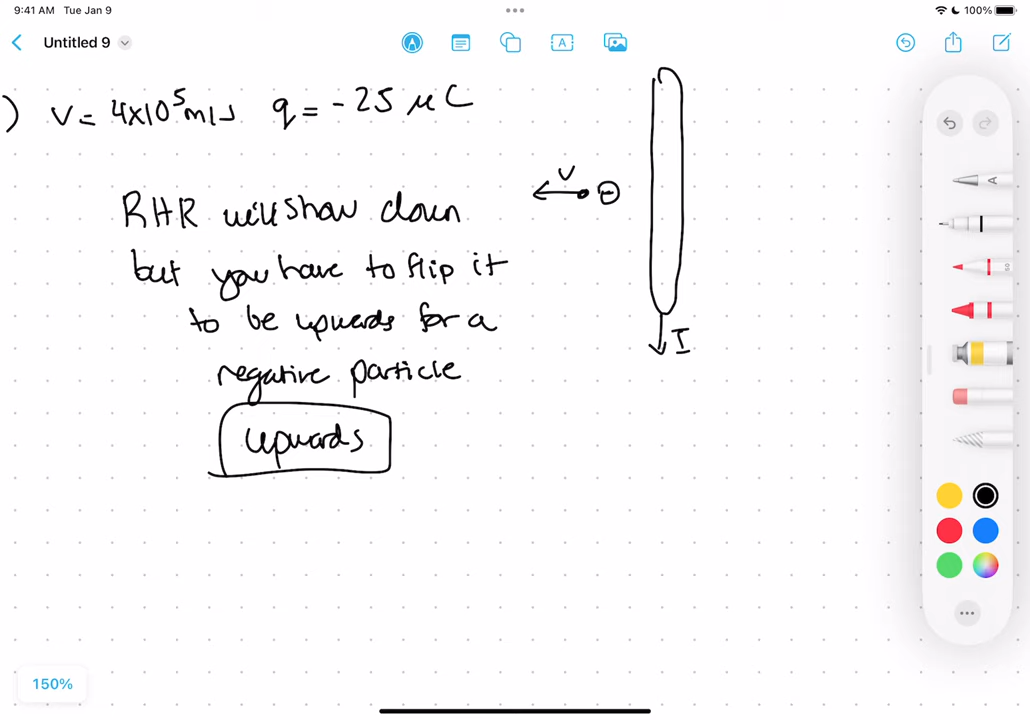 9:41 AM Tue Jan 9
100%
Untitled 9
A
) v = 4x10⁵ m/s q = -25 μC
v
RHR will show down
but you have to flip it
to be upwards for a
negative particle
I
upwards
150%